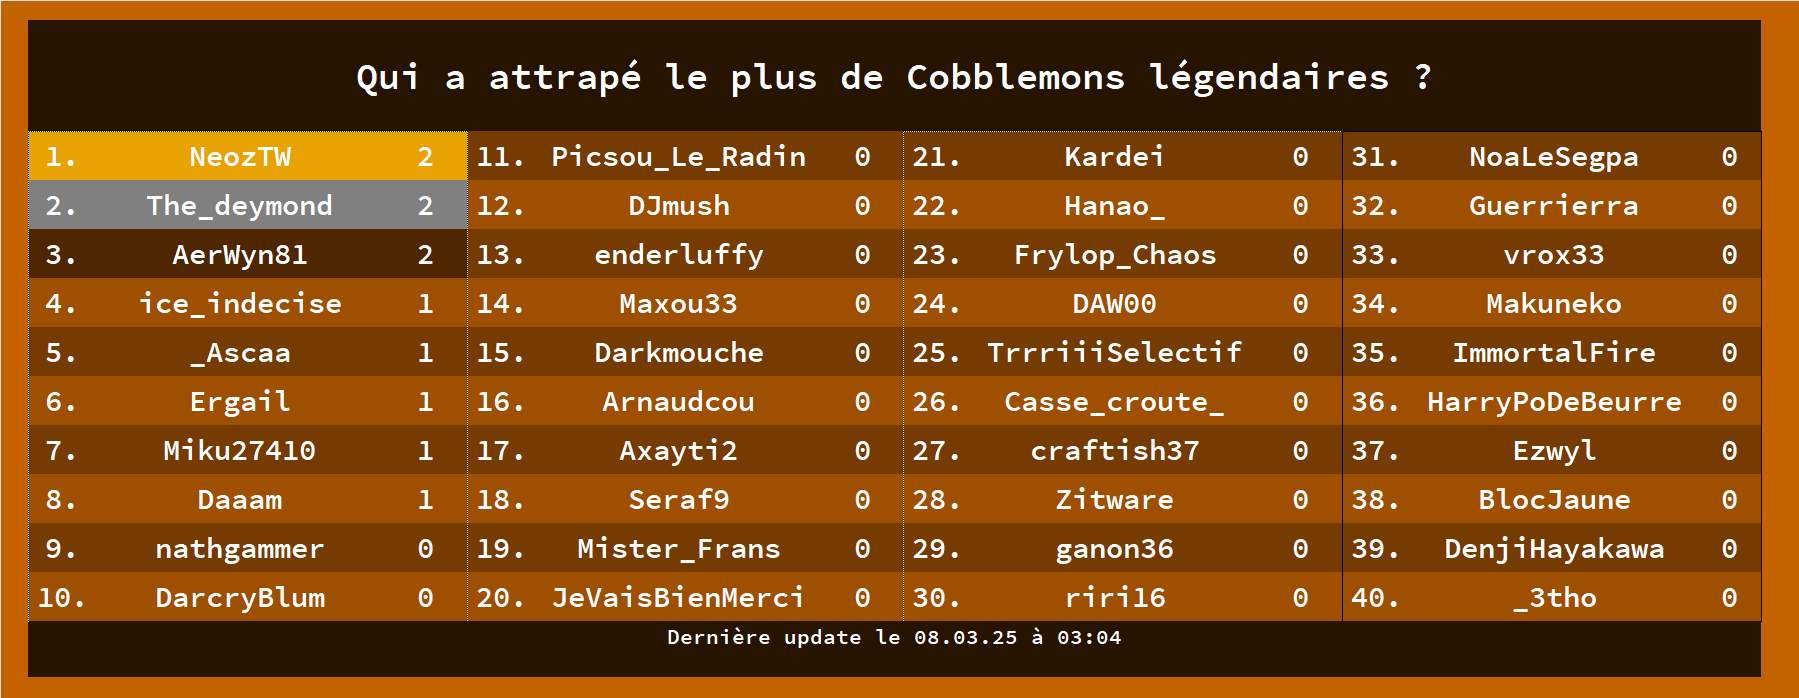 Qui a attrapé le plus de Cobblemons légendaires ?
1. NeozTW 2 11. Picsou_Le_Radin 0 21. Kardei 0 31. NoaLeSegpa 0
2. The_deymond 2 12. DJmush 0 22. Hanao_ 0 32. Guerrierra 0
3. AerWyn81 2 13. enderluffy 0 23. Frylop_Chaos 0 33. vrox33 0
4. ice_indecise 1 14. Maxou33 0 24. DAW00 0 34. Makuneko 0
5. _Ascaa 1 15. Darkmouche 0 25. TrrriiiSelectif 0 35. ImmortalFire 0
6. Ergail 1 16. Arnaudcou 0 26. Casse_croute_ 0 36. HarryPoDeBeurre 0
7. Miku27410 1 17. Axayti2 0 27. craftish37 0 37. Ezwyl 0
8. Daaam 1 18. Seraf9 0 28. Zitware 0 38. BlocJaune 0
9. nathgammer 0 19. Mister_Frans 0 29. ganon36 0 39. DenjiHayakawa 0
10. DarcryBlum 0 20. JeVaisBienMerci 0 30. riri16 0 40. _3tho 0
Dernière update le 08.03.25 à 03:04